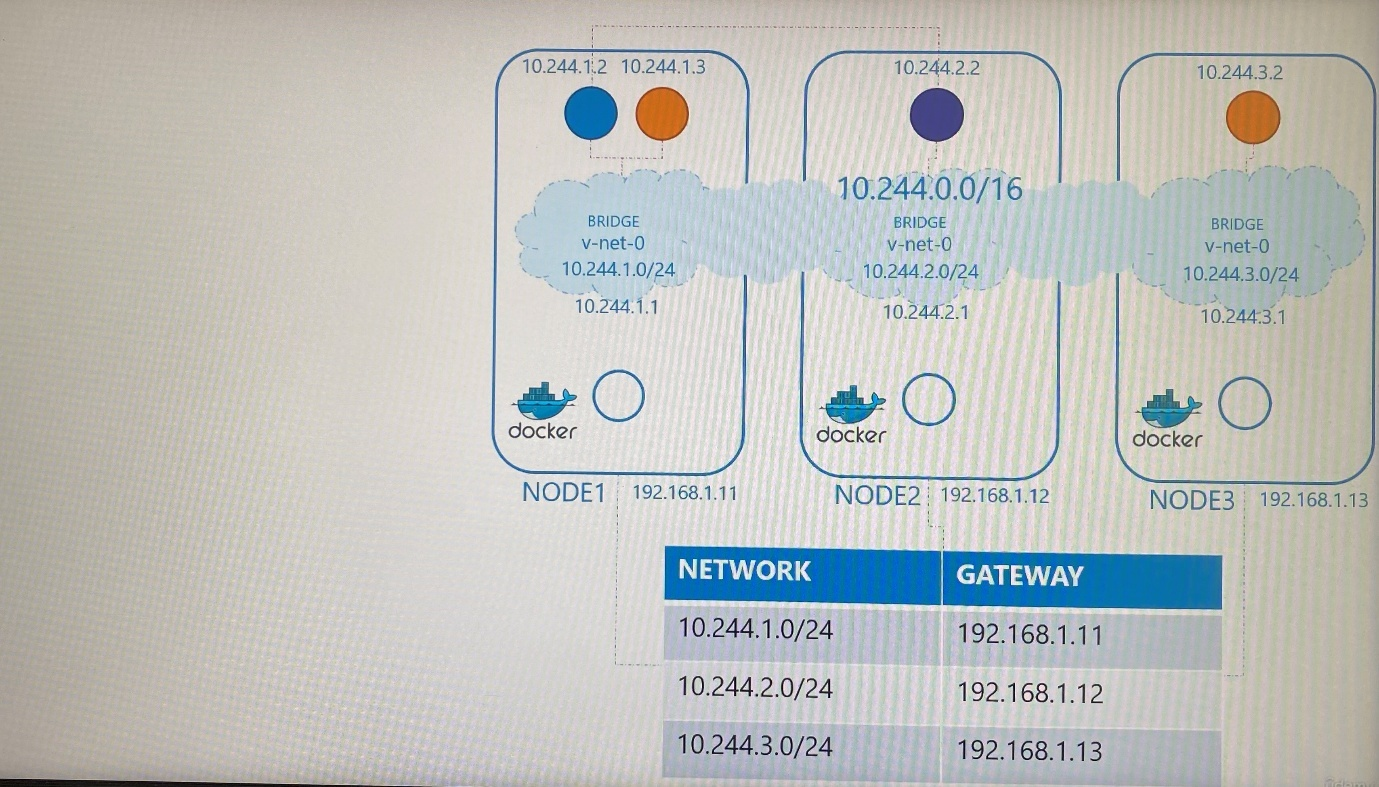 10.244.1.2 10.244.1.3
10.244.2.2
10.244.3.2
10.244.0.0/16
BRIDGE
v-net-0
10.244.1.0/24
10.244.1.1
BRIDGE
v-net-0
10.244.2.0/24
10.244.2.1
BRIDGE
v-net-0
10.244.3.0/24
10.244.3.1
docker
docker
docker
NODE1 192.168.1.11
NODE2 192.168.1.12
NODE3 192.168.1.13
NETWORK GATEWAY
10.244.1.0/24 192.168.1.11
10.244.2.0/24 192.168.1.12
10.244.3.0/24 192.168.1.13